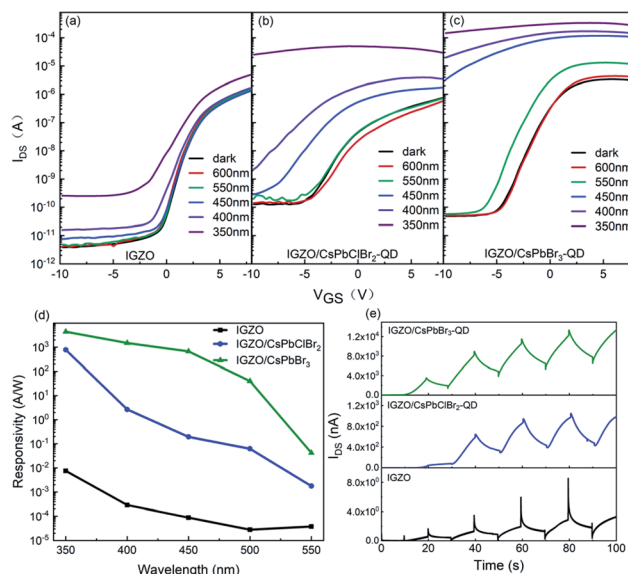 (a)
(b)
(c)
10⁻⁴
10⁻⁵
10⁻⁶
10⁻⁷
10⁻⁸
10⁻⁹
10⁻¹⁰
10⁻¹¹
10⁻¹²
I_DS (A)
dark
600nm
550nm
450nm
400nm
350nm
IGZO
dark
600nm
550nm
450nm
400nm
350nm
IGZO/CsPbClBr₂-QD
dark
600nm
550nm
450nm
400nm
350nm
IGZO/CsPbBr₃-QD
-10 -5 0 5 -10 -5 0 5 -10 -5 0 5
V_GS (V)
(d)
IGZO
IGZO/CsPbClBr₂
IGZO/CsPbBr₃
10⁴
10³
10²
10¹
10⁰
10⁻¹
10⁻²
10⁻³
10⁻⁴
10⁻⁵
Responsivity (A/W)
350 400 450 500 550
Wavelength (nm)
(e)
IGZO/CsPbBr₃-QD
1.2x10⁴
8.0x10³
4.0x10³
0.0
IGZO/CsPbClBr₂-QD
8.0x10²
4.0x10²
0.0
IGZO
8.0x10⁰
4.0x10⁰
0.0
I_DS (nA)
0 20 40 60 80 100
Time (s)